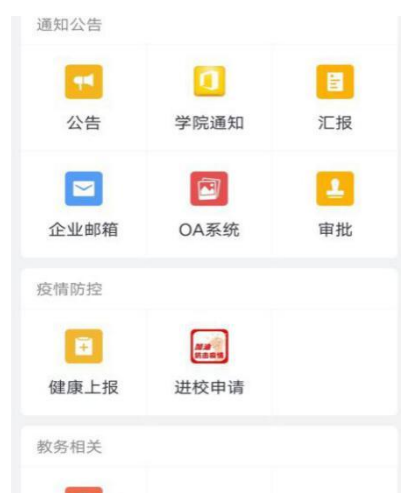 通知公告
公告 学院通知 汇报
企业邮箱 OA系统 审批
疫情防控
健康上报 进校申请
教务相关